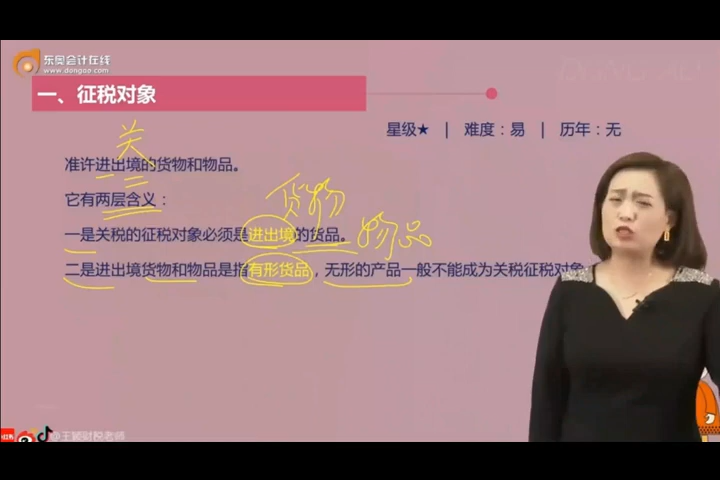 东奥会计在线
www.dongao.com
一、征税对象
星级★ | 难度：易 | 历年：无
关
准许进出境的货物和物品。
它有两层含义：
货物
一是关税的征税对象必须是进出境的货品。
物品
二是进出境货物和物品是指有形货品，无形的产品一般不能成为关税征税对象
@王颖财税老师